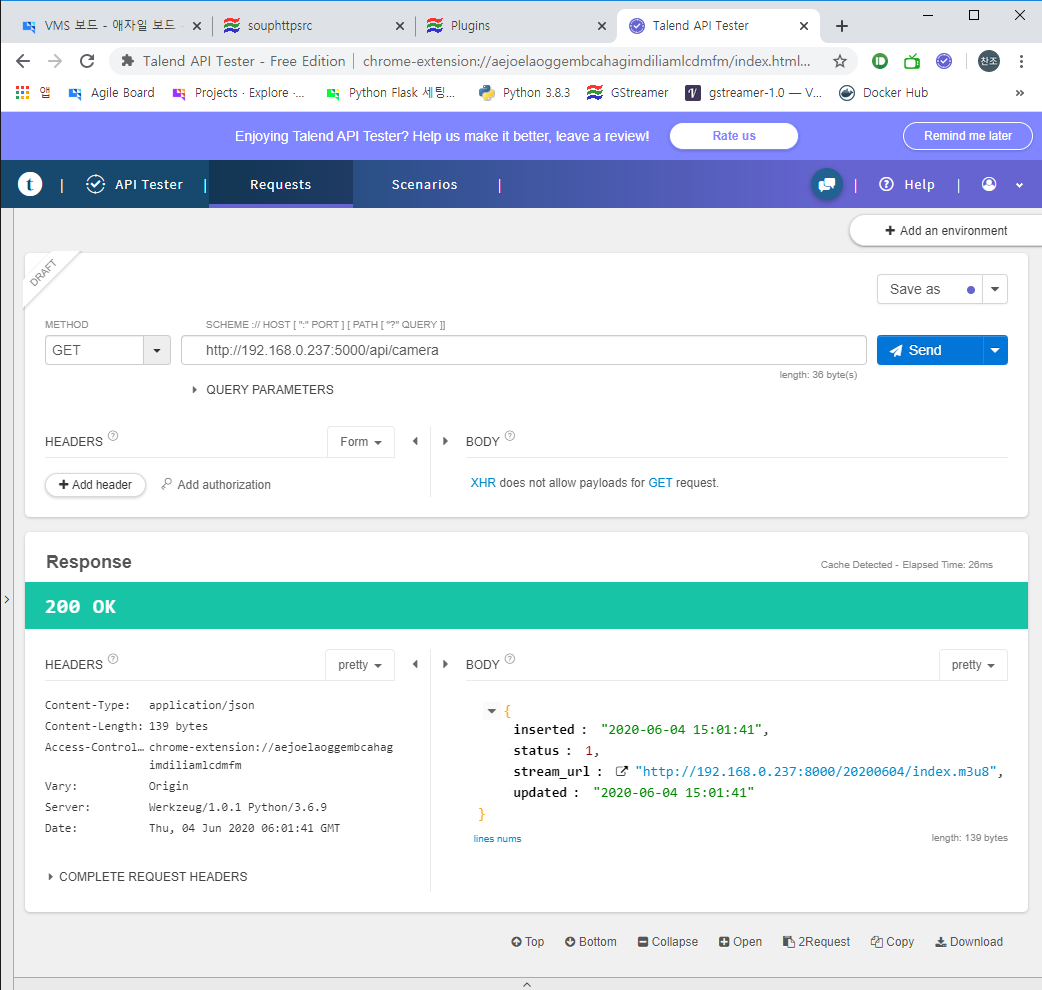 VMS 보드 - 애자일 보드
souphttpsrc
Plugins
Talend API Tester
Talend API Tester - Free Edition
chrome-extension://aejoelaoggembcahagimdiliamlcdmfm/index.html...
찬조
앱
Agile Board
Projects · Explore ·...
Python Flask 세팅...
Python 3.8.3
GStreamer
gstreamer-1.0 — V...
Docker Hub
»
Enjoying Talend API Tester? Help us make it better, leave a review!
Rate us
Remind me later
t
API Tester
Requests
Scenarios
Help
Add an environment
DRAFT
Save as
METHOD
SCHEME :// HOST [ ":" PORT ] [ PATH [ "?" QUERY ]]
GET
http://192.168.0.237:5000/api/camera
Send
length: 36 byte(s)
QUERY PARAMETERS
HEADERS ?
Form
BODY ?
Add header
Add authorization
XHR does not allow payloads for GET request.
Response
Cache Detected - Elapsed Time: 26ms
200 OK
HEADERS ?
pretty
BODY ?
pretty
Content-Type: application/json
Content-Length: 139 bytes
Access-Control… chrome-extension://aejoelaoggembcahag
imdiliamlcdmfm
Vary: Origin
Server: Werkzeug/1.0.1 Python/3.6.9
Date: Thu, 04 Jun 2020 06:01:41 GMT
{
inserted : "2020-06-04 15:01:41",
status : 1,
stream_url : "http://192.168.0.237:8000/20200604/index.m3u8",
updated : "2020-06-04 15:01:41"
}
lines nums
length: 139 bytes
COMPLETE REQUEST HEADERS
Top
Bottom
Collapse
Open
2Request
Copy
Download